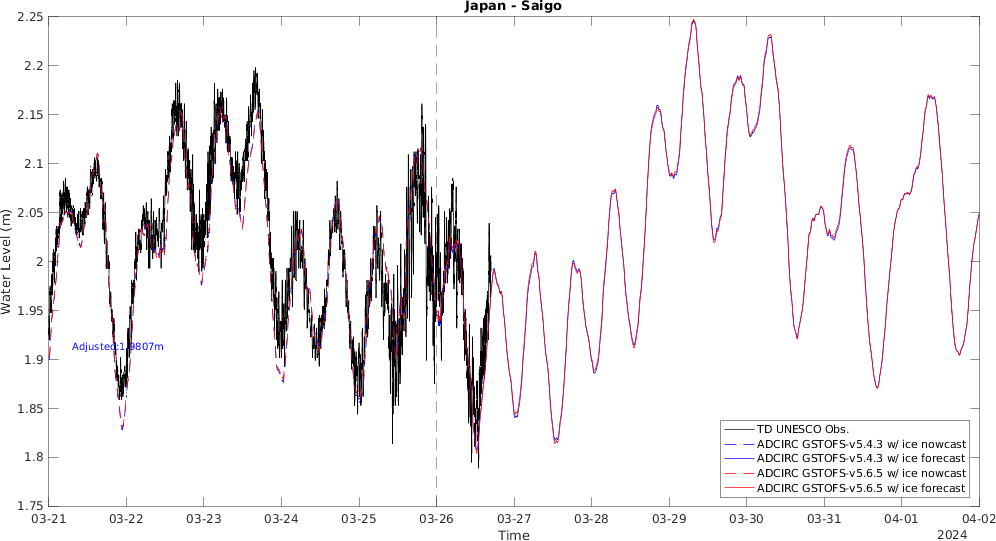 Japan - Saigo
2.25
2.2
2.15
2.1
2.05
2
1.95
1.9
1.85
1.8
1.75
Water Level (m)
Adjusted:1.9807m
TD UNESCO Obs.
ADCIRC GSTOFS-v5.4.3 w/ ice nowcast
ADCIRC GSTOFS-v5.4.3 w/ ice forecast
ADCIRC GSTOFS-v5.6.5 w/ ice nowcast
ADCIRC GSTOFS-v5.6.5 w/ ice forecast
03-21 03-22 03-23 03-24 03-25 03-26 03-27 03-28 03-29 03-30 03-31 04-01 04-02
Time
2024